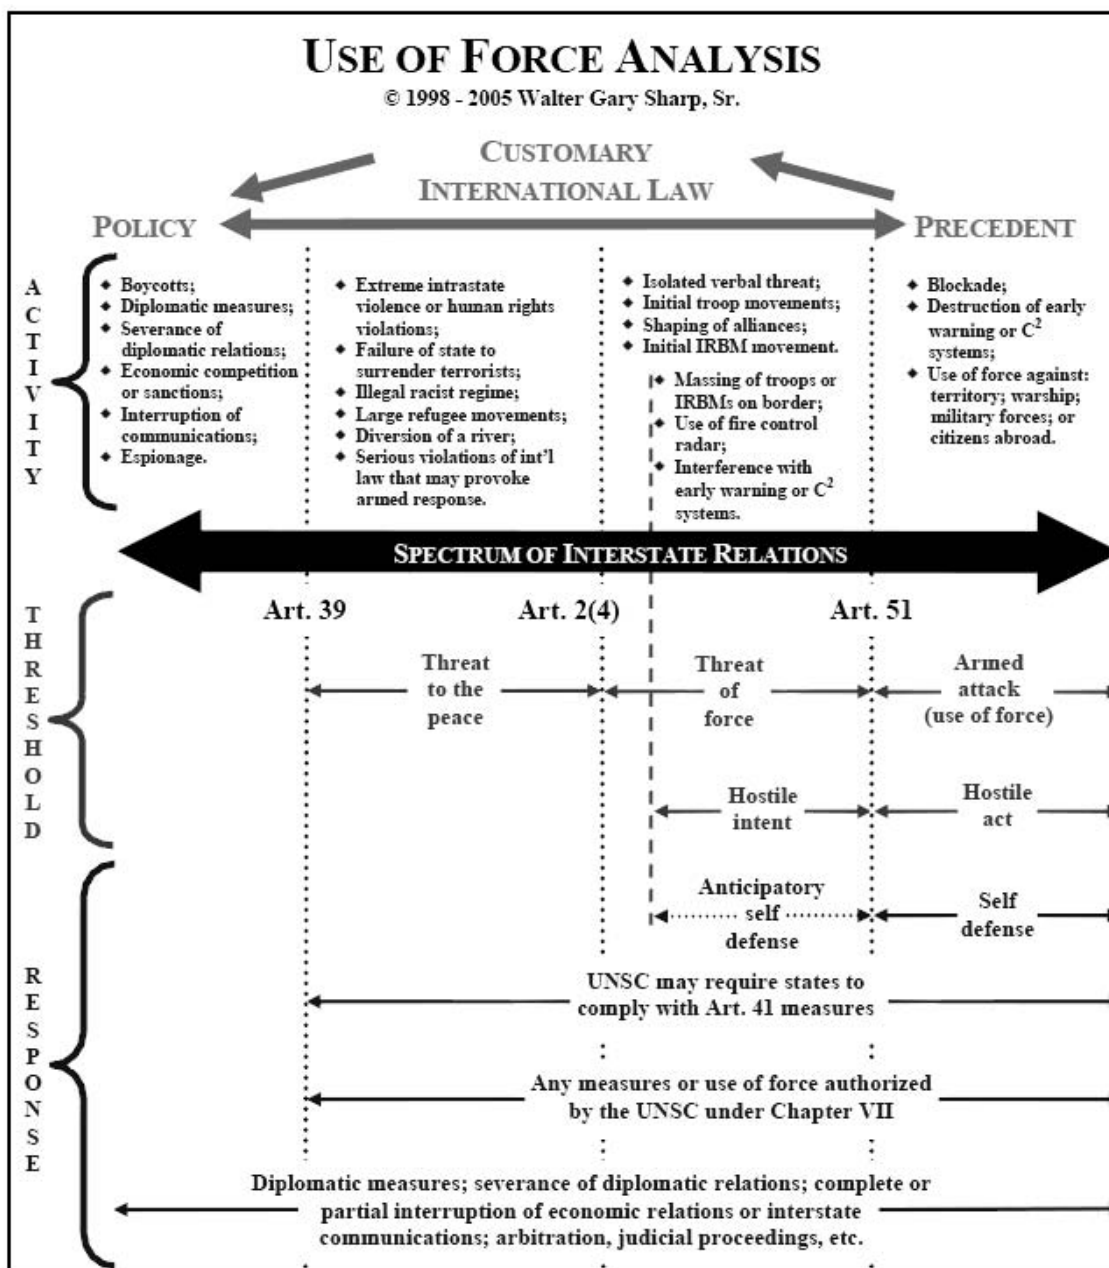 USE OF FORCE ANALYSIS
© 1998 - 2005 Walter Gary Sharp, Sr.
CUSTOMARY
INTERNATIONAL LAW
POLICY
PRECEDENT
ACTIVITY
◆ Boycotts;
◆ Diplomatic measures;
◆ Severance of
diplomatic relations;
◆ Economic competition
or sanctions;
◆ Interruption of
communications;
◆ Espionage.
◆ Extreme intrastate
violence or human rights
violations;
◆ Failure of state to
surrender terrorists;
◆ Illegal racist regime;
◆ Large refugee movements;
◆ Diversion of a river;
◆ Serious violations of int'l
law that may provoke
armed response.
◆ Isolated verbal threat;
◆ Initial troop movements;
◆ Shaping of alliances;
◆ Initial IRBM movement.
◆ Massing of troops or
IRBMs on border;
◆ Use of fire control
radar;
◆ Interference with
early warning or C²
systems.
◆ Blockade;
◆ Destruction of early
warning or C²
systems;
◆ Use of force against:
territory; warship;
military forces; or
citizens abroad.
SPECTRUM OF INTERSTATE RELATIONS
THRESHOLD
Art. 39
Art. 2(4)
Art. 51
Threat
to the
peace
Threat
of
force
Armed
attack
(use of force)
Hostile
intent
Hostile
act
RESPONSE
Anticipatory
self
defense
Self
defense
UNSC may require states to
comply with Art. 41 measures
Any measures or use of force authorized
by the UNSC under Chapter VII
Diplomatic measures; severance of diplomatic relations; complete or
partial interruption of economic relations or interstate
communications; arbitration, judicial proceedings, etc.